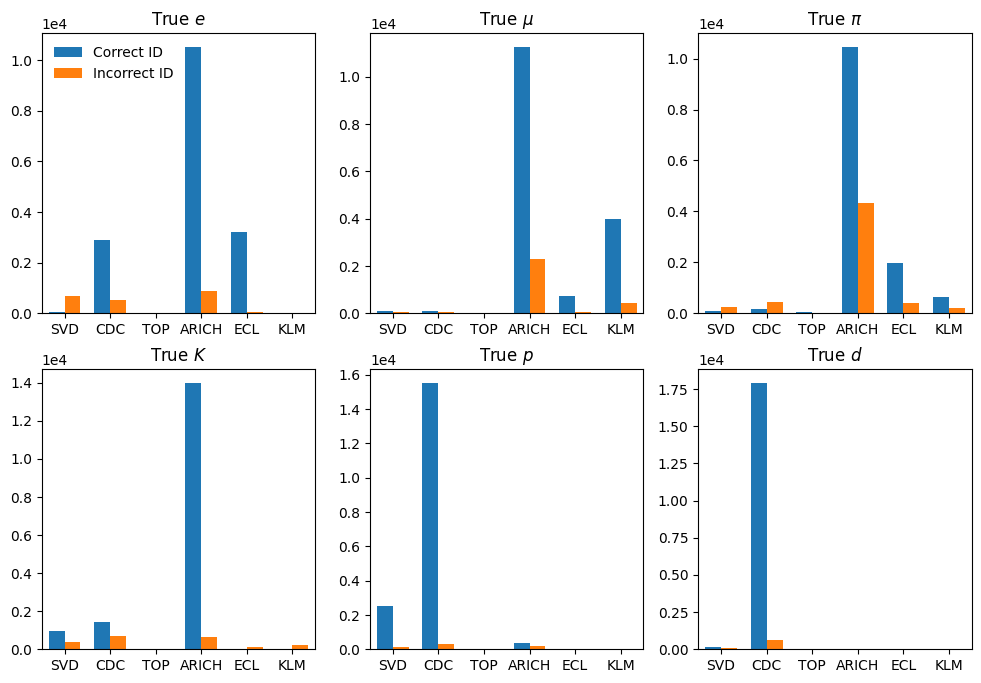 True e
1e4
1.0
0.8
0.6
0.4
0.2
0.0
Correct ID
Incorrect ID
SVD CDC TOP ARICH ECL KLM
True μ
1e4
1.0
0.8
0.6
0.4
0.2
0.0
SVD CDC TOP ARICH ECL KLM
True π
1e4
1.0
0.8
0.6
0.4
0.2
0.0
SVD CDC TOP ARICH ECL KLM
True K
1e4
1.4
1.2
1.0
0.8
0.6
0.4
0.2
0.0
SVD CDC TOP ARICH ECL KLM
True p
1e4
1.6
1.4
1.2
1.0
0.8
0.6
0.4
0.2
0.0
SVD CDC TOP ARICH ECL KLM
True d
1e4
1.75
1.50
1.25
1.00
0.75
0.50
0.25
0.00
SVD CDC TOP ARICH ECL KLM